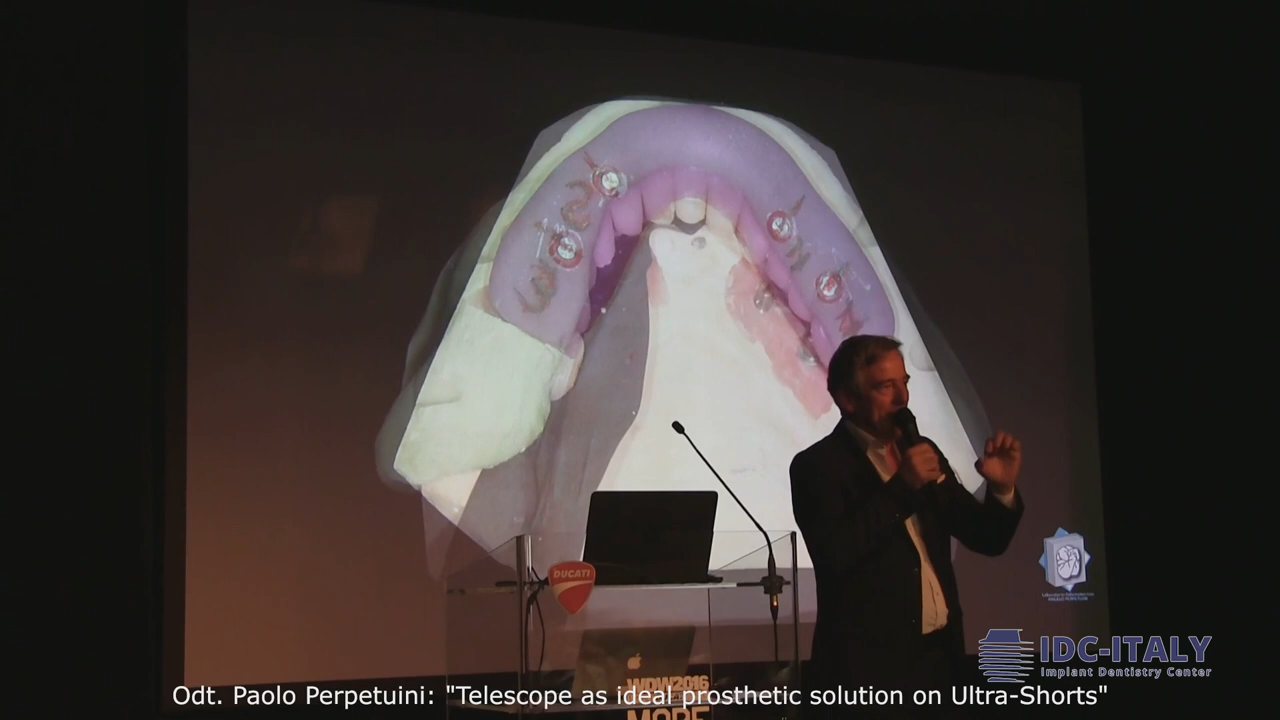 DUCATI
IDC-ITALY
Implant Dentistry Center
WDW2016
Odt. Paolo Perpetuini: "Telescope as ideal prosthetic solution on Ultra-Shorts"
MORE